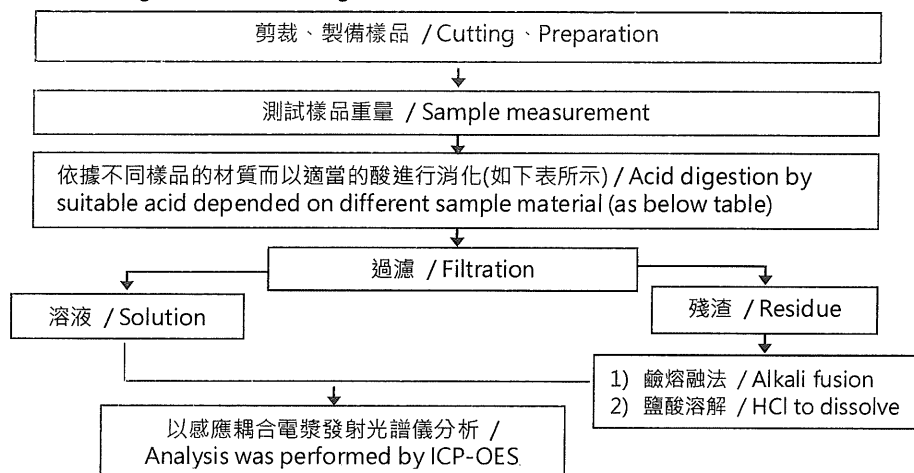 剪裁、製備樣品 / Cutting、Preparation
測試樣品重量 / Sample measurement
依據不同樣品的材質而以適當的酸進行消化(如下表所示) / Acid digestion by
suitable acid depended on different sample material (as below table)
過濾 / Filtration
溶液 / Solution
殘渣 / Residue
1) 鹼熔融法 / Alkali fusion
2) 鹽酸溶解 / HCl to dissolve
以感應耦合電漿發射光譜儀分析 /
Analysis was performed by ICP-OES